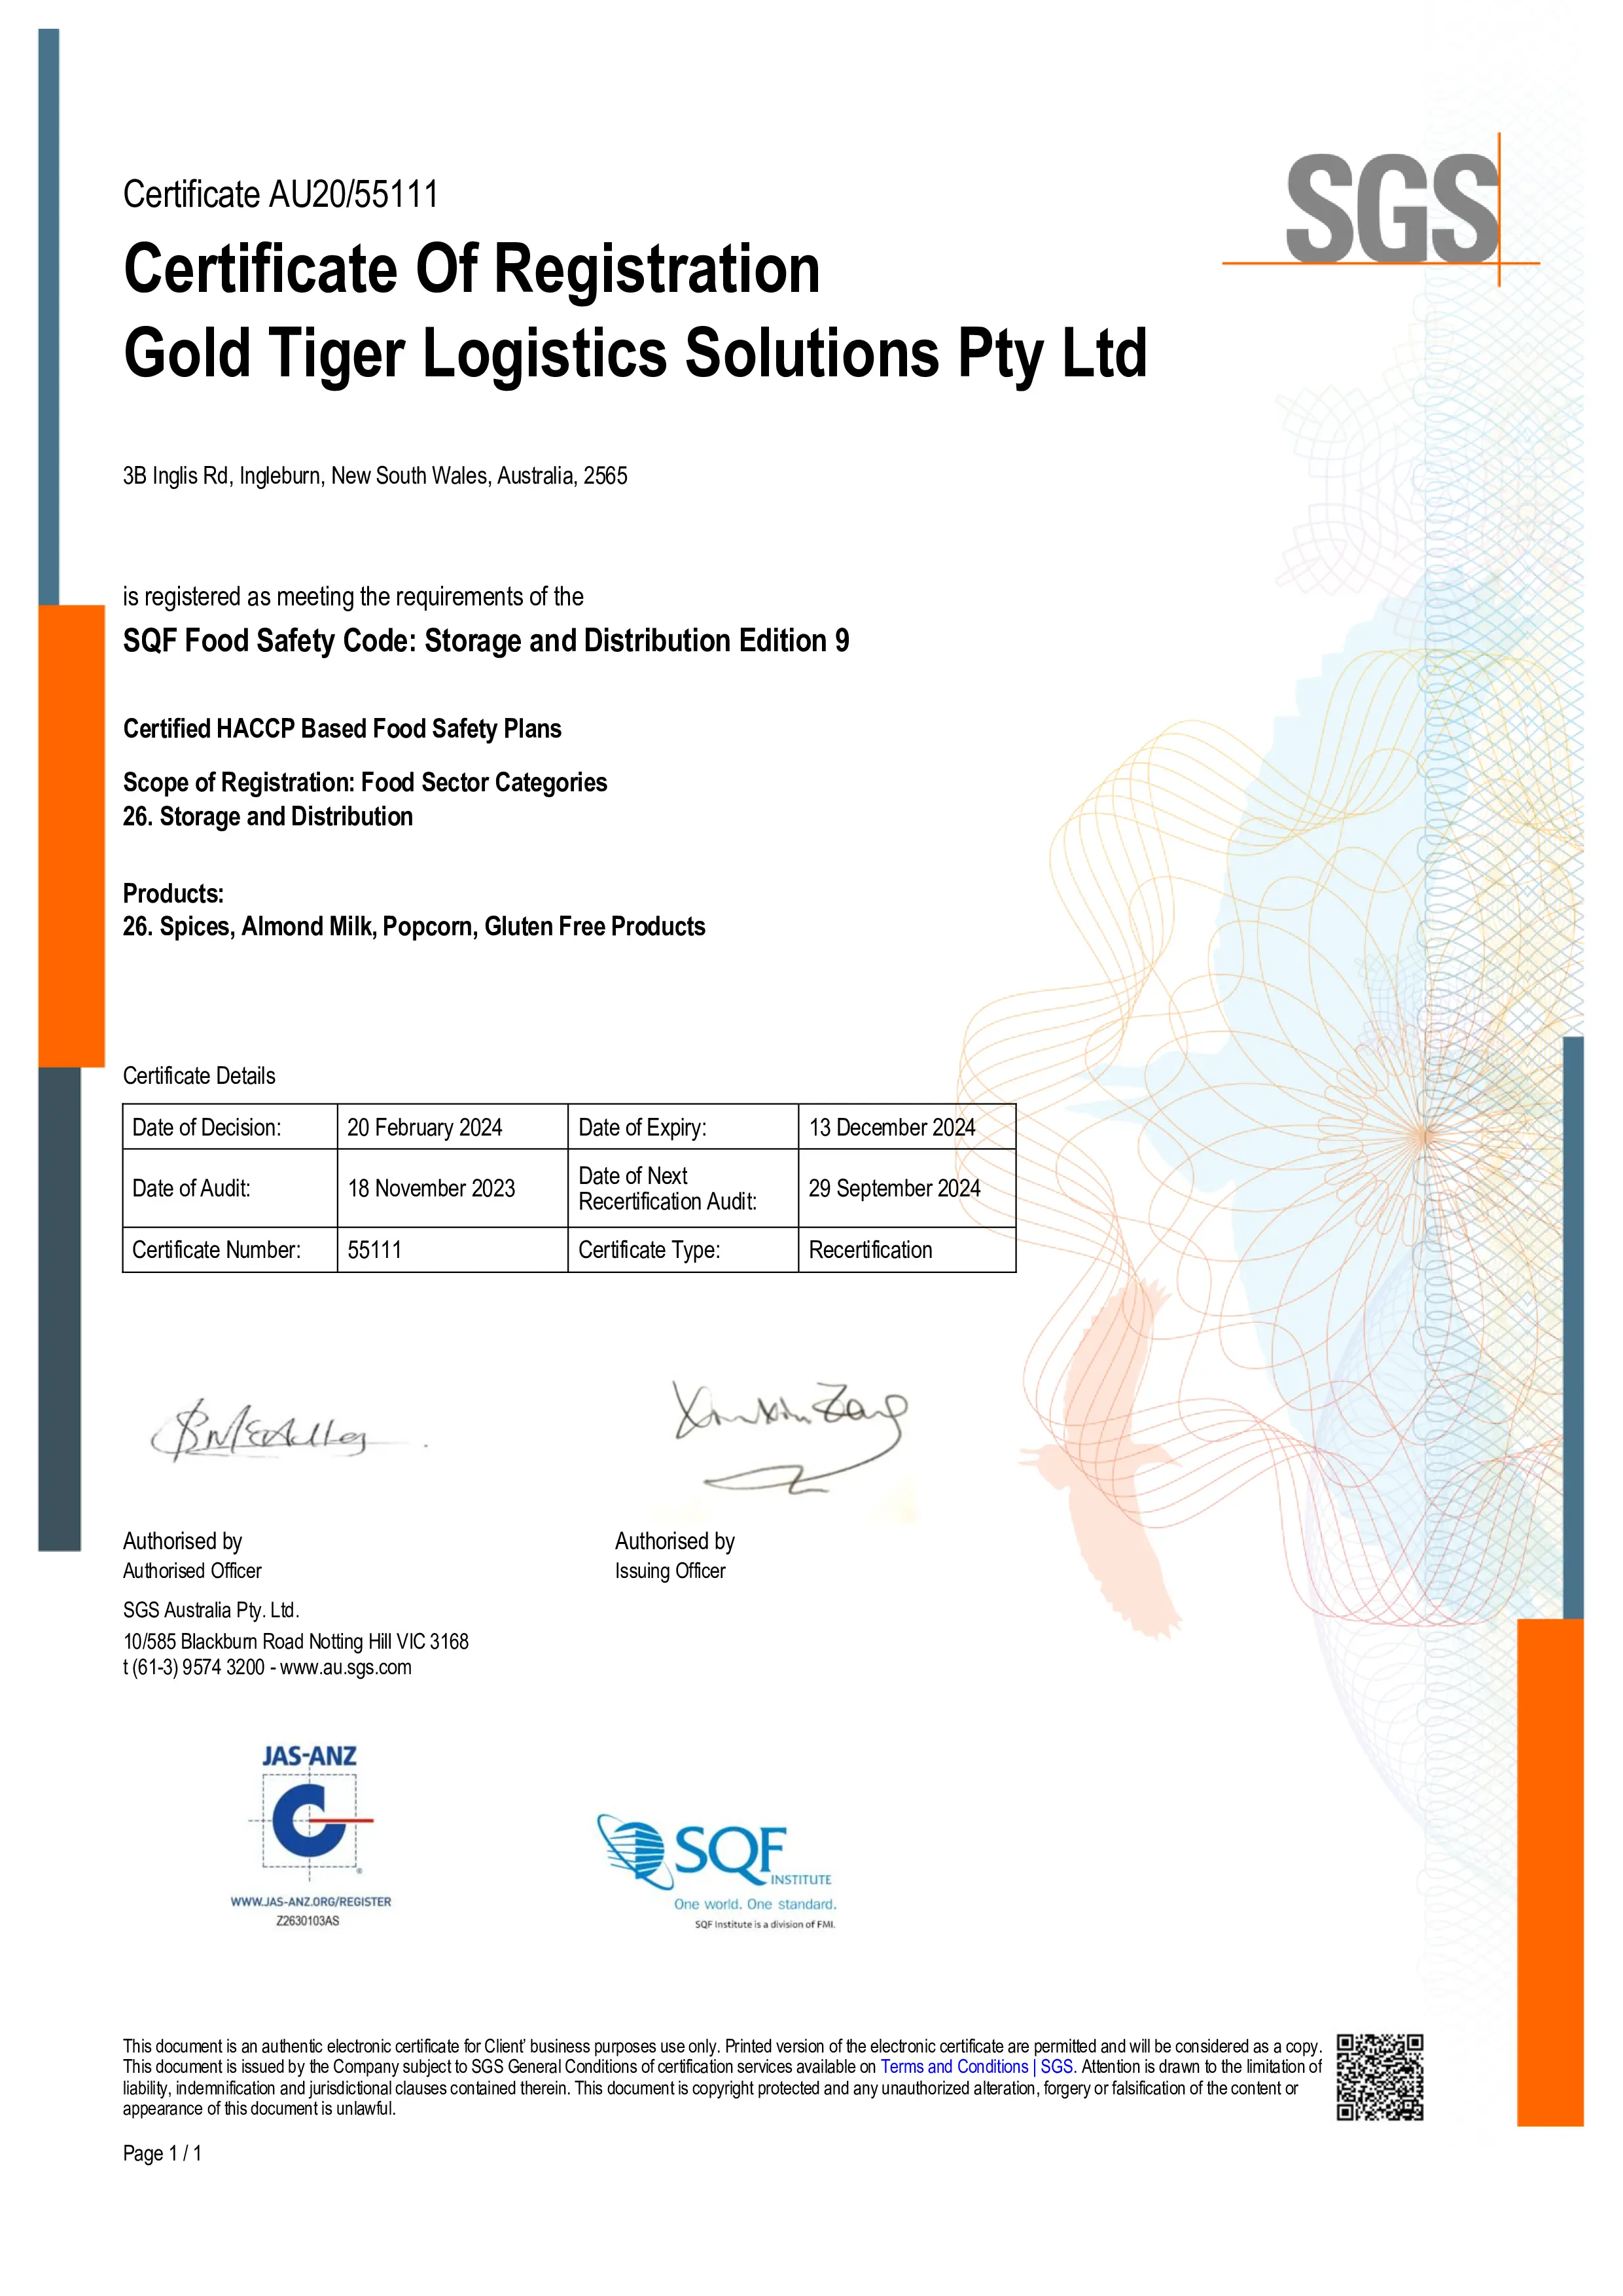 SGS
Certificate AU20/55111
Certificate Of Registration
Gold Tiger Logistics Solutions Pty Ltd
3B Inglis Rd, Ingleburn, New South Wales, Australia, 2565
is registered as meeting the requirements of the
SQF Food Safety Code: Storage and Distribution Edition 9
Certified HACCP Based Food Safety Plans
Scope of Registration: Food Sector Categories
26. Storage and Distribution
Products:
26. Spices, Almond Milk, Popcorn, Gluten Free Products
Certificate Details
Date of Decision: 20 February 2024 Date of Expiry: 13 December 2024
Date of Audit: 18 November 2023 Date of Next Recertification Audit: 29 September 2024
Certificate Number: 55111 Certificate Type: Recertification
Authorised by
Authorised Officer
Authorised by
Issuing Officer
SGS Australia Pty. Ltd.
10/585 Blackburn Road Notting Hill VIC 3168
t (61-3) 9574 3200 - www.au.sgs.com
JAS-ANZ
WWW.JAS-ANZ.ORG/REGISTER
Z2630103AS
SQF
INSTITUTE
One world. One standard.
SQF Institute is a division of FMI.
This document is an authentic electronic certificate for Client' business purposes use only. Printed version of the electronic certificate are permitted and will be considered as a copy.
This document is issued by the Company subject to SGS General Conditions of certification services available on Terms and Conditions | SGS. Attention is drawn to the limitation of
liability, indemnification and jurisdictional clauses contained therein. This document is copyright protected and any unauthorized alteration, forgery or falsification of the content or
appearance of this document is unlawful.
Page 1 / 1